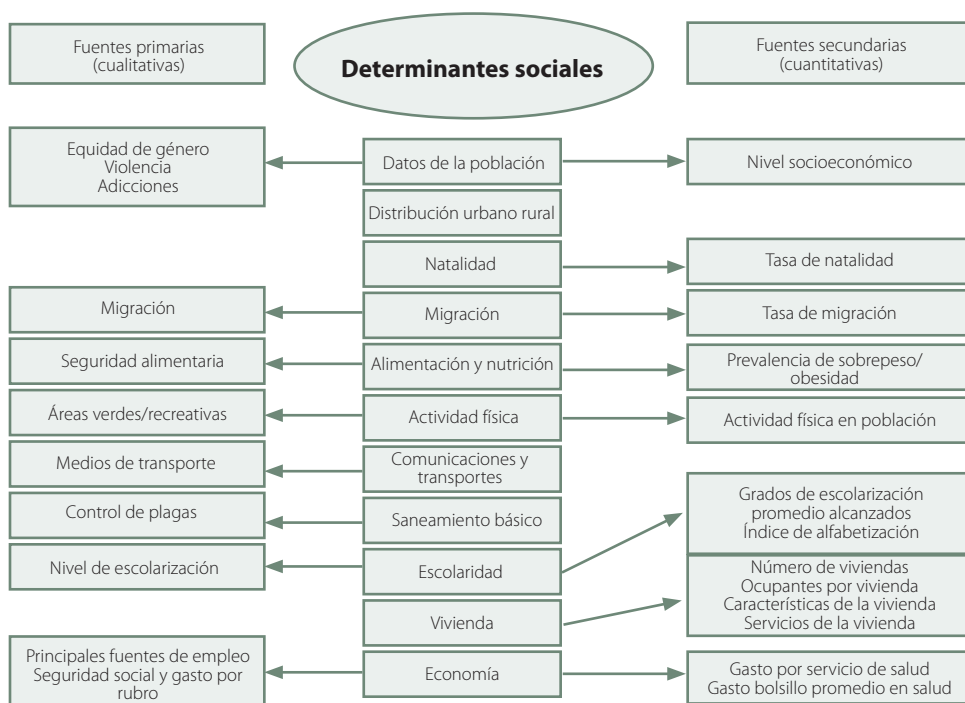 Fuentes primarias
(cualitativas)
Determinantes sociales
Fuentes secundarias
(cuantitativas)
Equidad de género
Violencia
Adicciones
Datos de la población
Nivel socioeconómico
Distribución urbano rural
Natalidad
Tasa de natalidad
Migración
Migración
Tasa de migración
Seguridad alimentaria
Alimentación y nutrición
Prevalencia de sobrepeso/
obesidad
Áreas verdes/recreativas
Actividad física
Actividad física en población
Medios de transporte
Comunicaciones y
transportes
Control de plagas
Saneamiento básico
Grados de escolarización
promedio alcanzados
Índice de alfabetización
Nivel de escolarización
Escolaridad
Vivienda
Número de viviendas
Ocupantes por vivienda
Características de la vivienda
Servicios de la vivienda
Principales fuentes de empleo
Seguridad social y gasto por
rubro
Economía
Gasto por servicio de salud
Gasto bolsillo promedio en salud